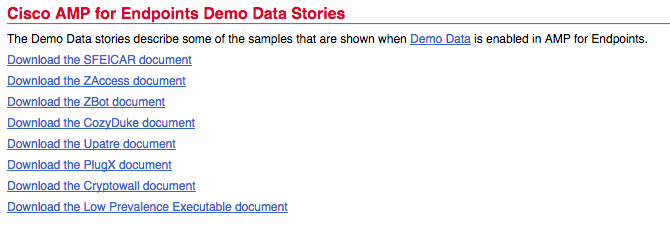 Cisco AMP for Endpoints Demo Data Stories
The Demo Data stories describe some of the samples that are shown when Demo Data is enabled in AMP for Endpoints.
Download the SFEICAR document
Download the ZAccess document
Download the ZBot document
Download the CozyDuke document
Download the Upatre document
Download the PlugX document
Download the Cryptowall document
Download the Low Prevalence Executable document